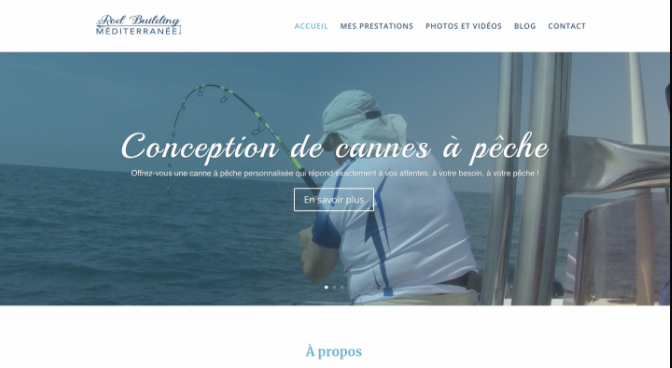 Rod Building
MÉDITERRANÉE
ACCUEIL MES PRESTATIONS PHOTOS ET VIDÉOS BLOG CONTACT
Conception de cannes à pêche
Offrez-vous une canne à pêche personnalisée qui répond exactement à vos attentes, à votre besoin, à votre pêche !
En savoir plus
À propos